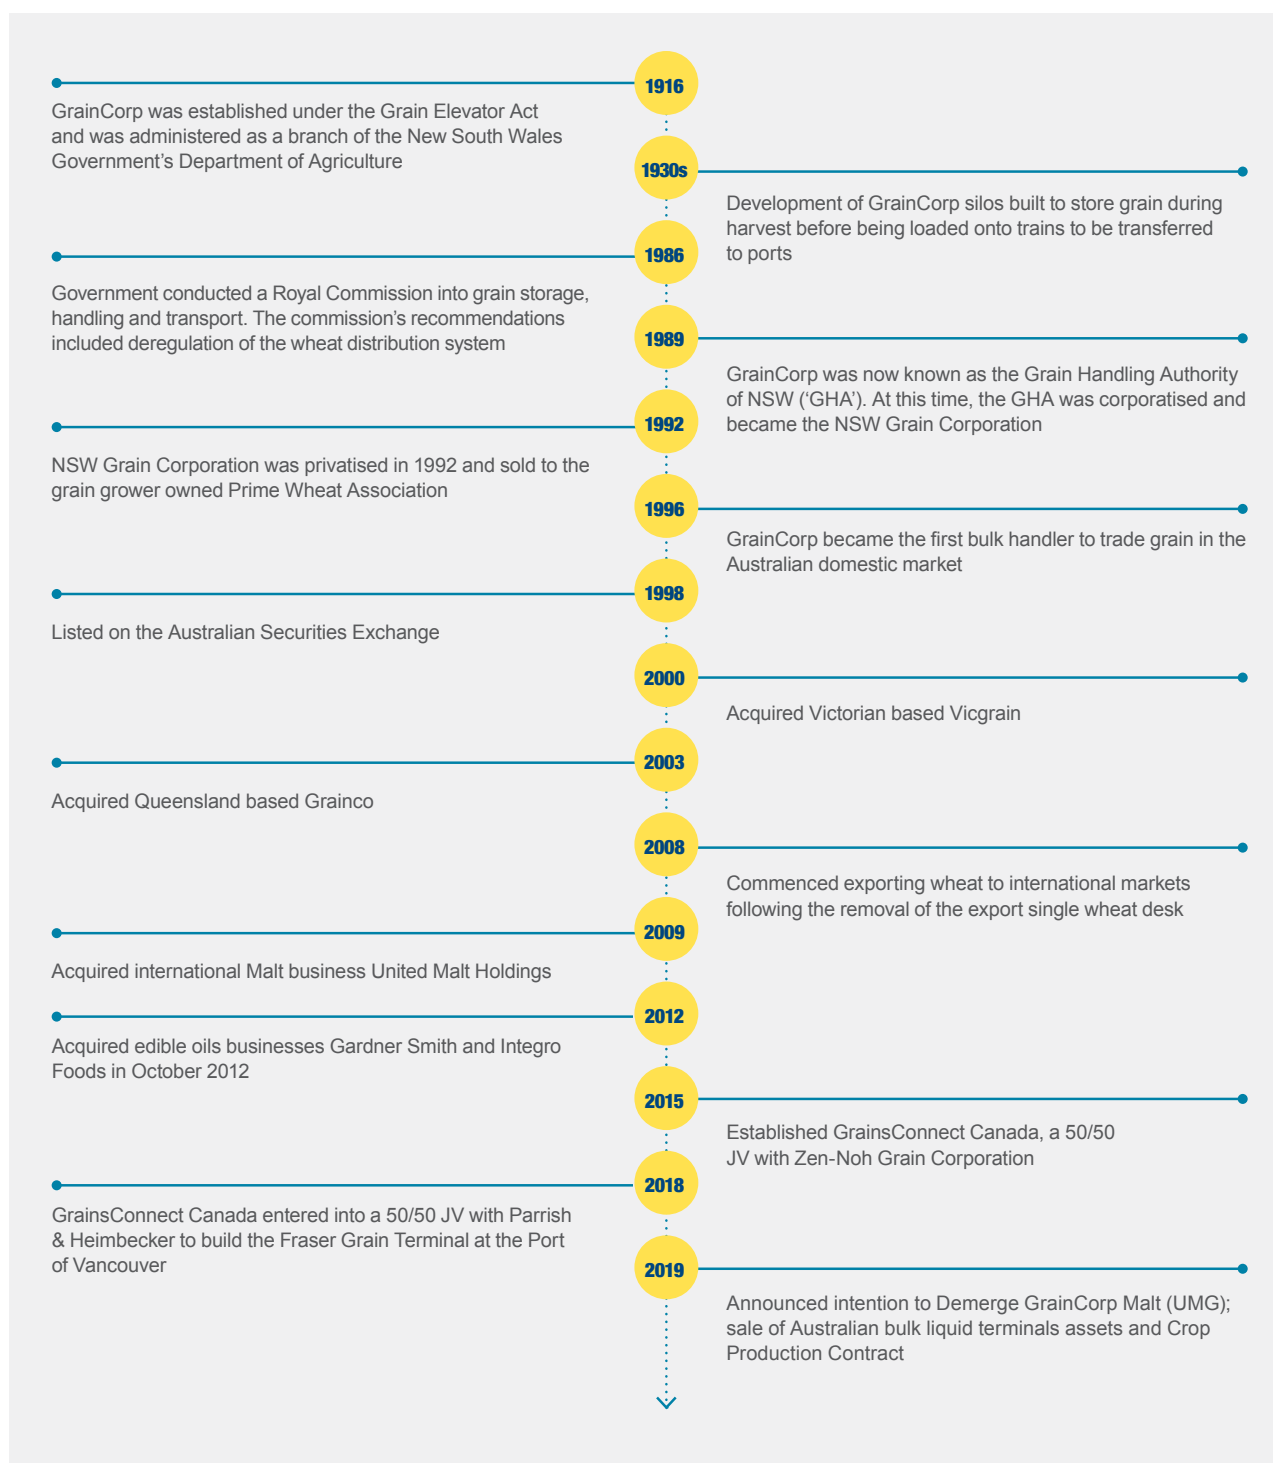 1916
GrainCorp was established under the Grain Elevator Act
and was administered as a branch of the New South Wales
Government’s Department of Agriculture
1930s
Development of GrainCorp silos built to store grain during
harvest before being loaded onto trains to be transferred
to ports
1986
Government conducted a Royal Commission into grain storage,
handling and transport. The commission’s recommendations
included deregulation of the wheat distribution system
1989
GrainCorp was now known as the Grain Handling Authority
of NSW (‘GHA’). At this time, the GHA was corporatised and
became the NSW Grain Corporation
1992
NSW Grain Corporation was privatised in 1992 and sold to the
grain grower owned Prime Wheat Association
1996
GrainCorp became the first bulk handler to trade grain in the
Australian domestic market
1998
Listed on the Australian Securities Exchange
2000
Acquired Victorian based Vicgrain
2003
Acquired Queensland based Grainco
2008
Commenced exporting wheat to international markets
following the removal of the export single wheat desk
2009
Acquired international Malt business United Malt Holdings
2012
Acquired edible oils businesses Gardner Smith and Integro
Foods in October 2012
2015
Established GrainsConnect Canada, a 50/50
JV with Zen-Noh Grain Corporation
2018
GrainsConnect Canada entered into a 50/50 JV with Parrish
& Heimbecker to build the Fraser Grain Terminal at the Port
of Vancouver
2019
Announced intention to Demerge GrainCorp Malt (UMG);
sale of Australian bulk liquid terminals assets and Crop
Production Contract